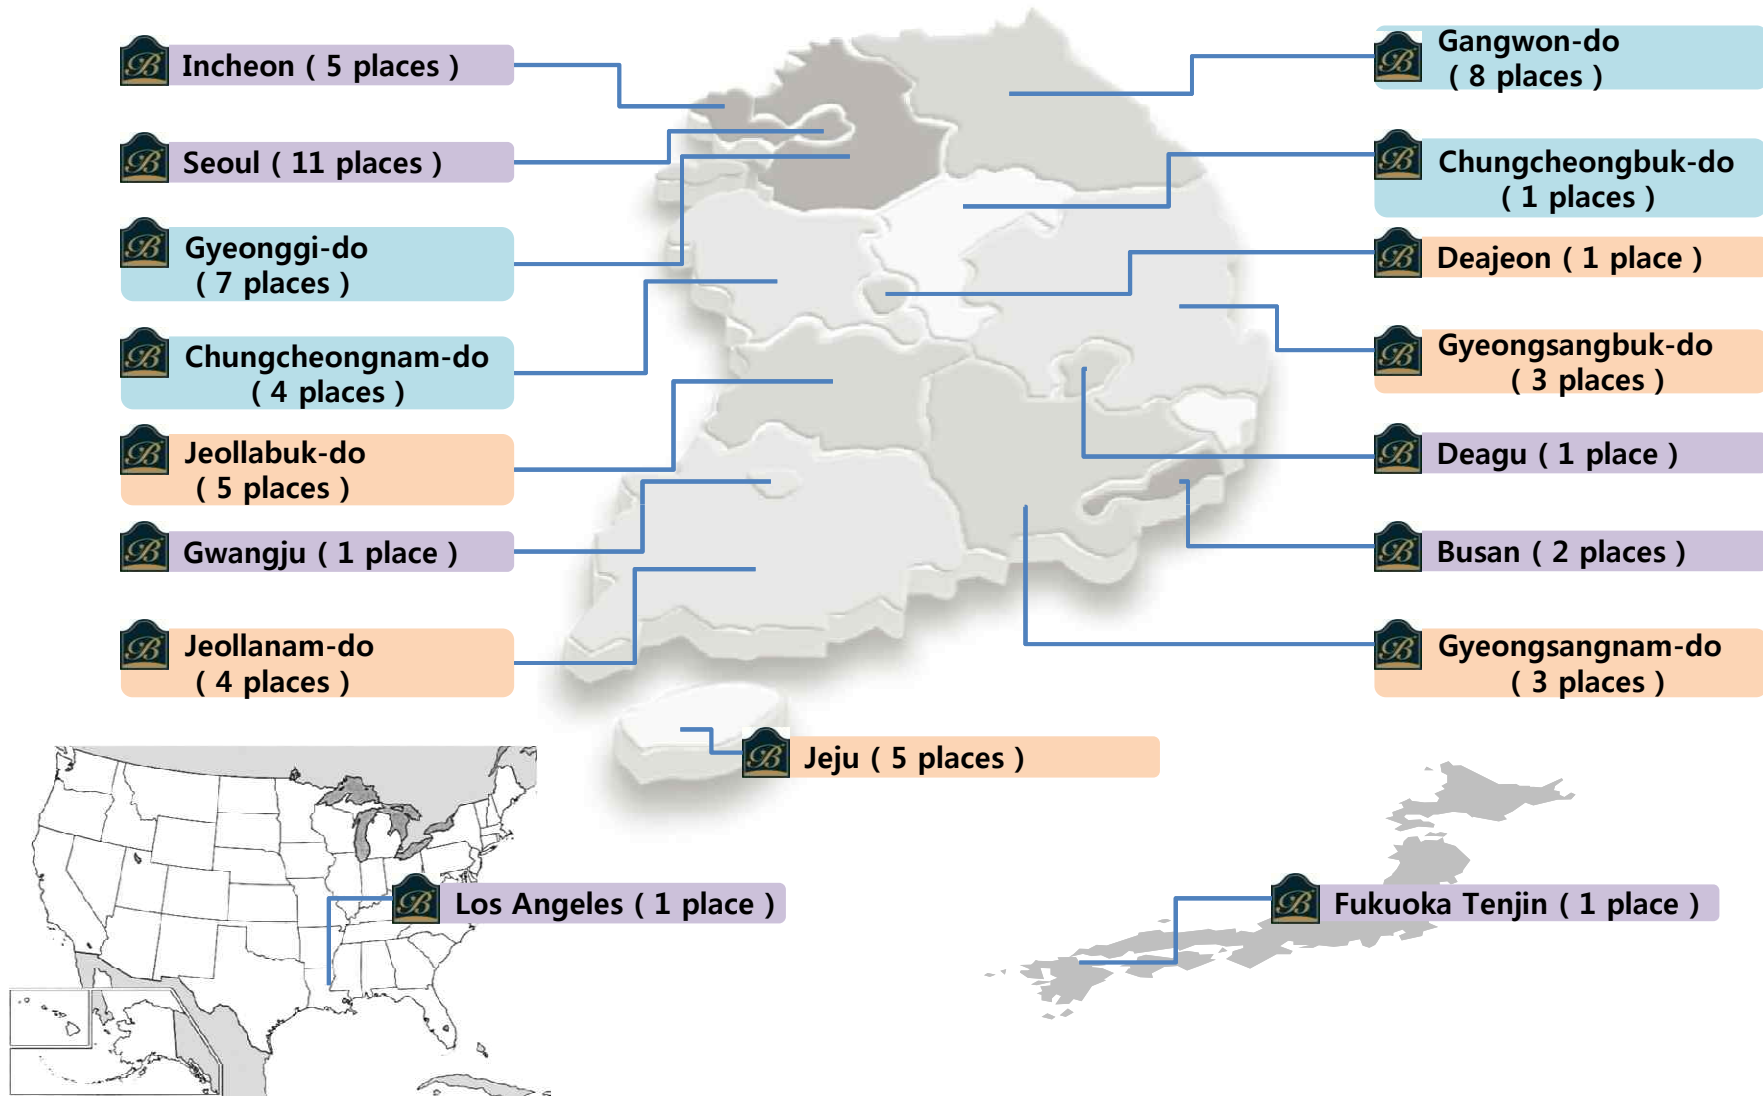 Incheon ( 5 places )
Seoul ( 11 places )
Gyeonggi-do
( 7 places )
Chungcheongnam-do
( 4 places )
Jeollabuk-do
( 5 places )
Gwangju ( 1 place )
Jeollanam-do
( 4 places )
Gangwon-do
( 8 places )
Chungcheongbuk-do
( 1 places )
Deajeon ( 1 place )
Gyeongsangbuk-do
( 3 places )
Deagu ( 1 place )
Busan ( 2 places )
Gyeongsangnam-do
( 3 places )
Jeju ( 5 places )
Los Angeles ( 1 place )
Fukuoka Tenjin ( 1 place )